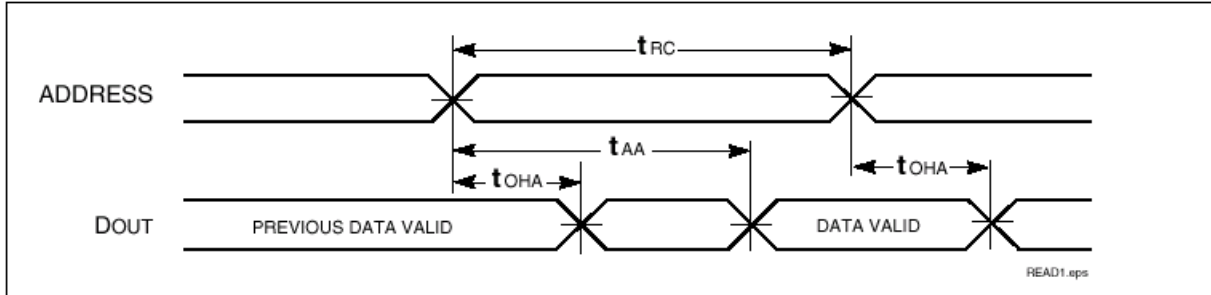 tRC
ADDRESS
tAA
tOHA
tOHA
DOUT
PREVIOUS DATA VALID
DATA VALID
READ1.eps